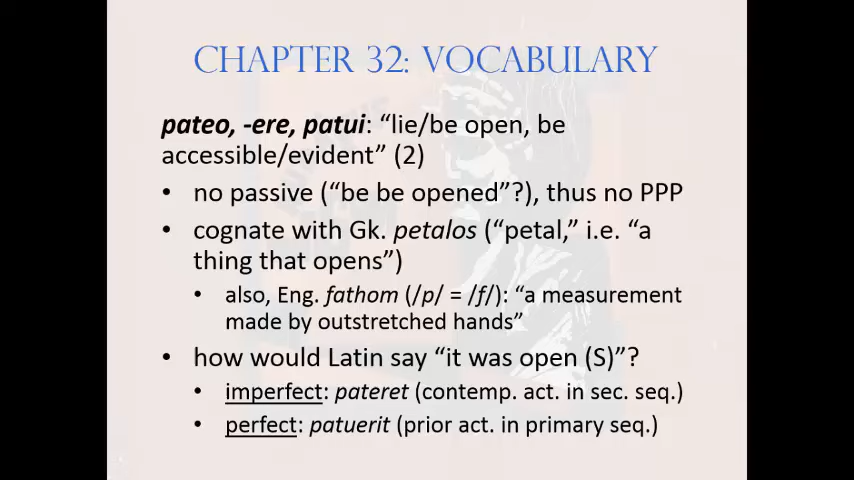 CHAPTER 32: VOCABULARY
pateo, -ere, patui: “lie/be open, be
accessible/evident” (2)
• no passive (“be be opened”?), thus no PPP
• cognate with Gk. petalos (“petal,” i.e. “a
thing that opens”)
• also, Eng. fathom (/p/ = /f/): “a measurement
made by outstretched hands”
• how would Latin say “it was open (S)”?
• imperfect: pateret (contemp. act. in sec. seq.)
• perfect: patuerit (prior act. in primary seq.)